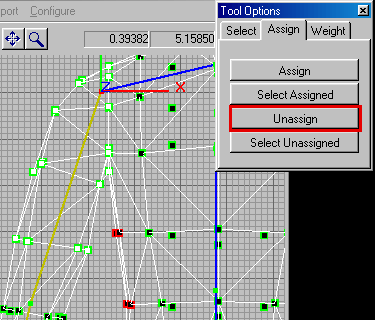 port Configure
0.39382 5.15850
Tool Options
Select Assign Weight
Assign
Select Assigned
Unassign
Select Unassigned
Z
X